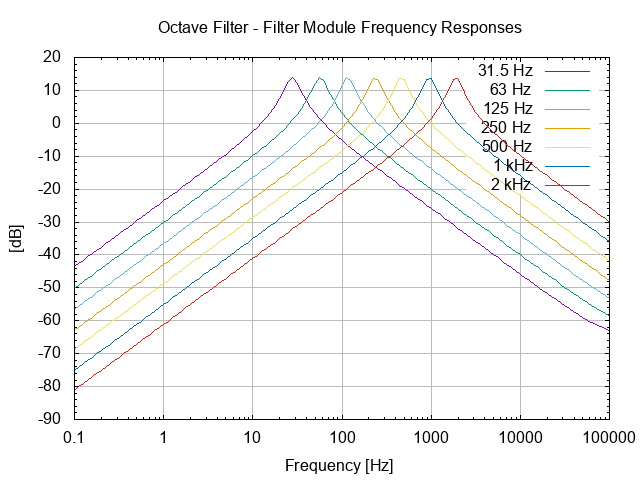 Octave Filter - Filter Module Frequency Responses
20
10
0
-10
-20
-30
-40
-50
-60
-70
-80
-90
[dB]
31.5 Hz
63 Hz
125 Hz
250 Hz
500 Hz
1 kHz
2 kHz
0.1 1 10 100 1000 10000 100000
Frequency [Hz]